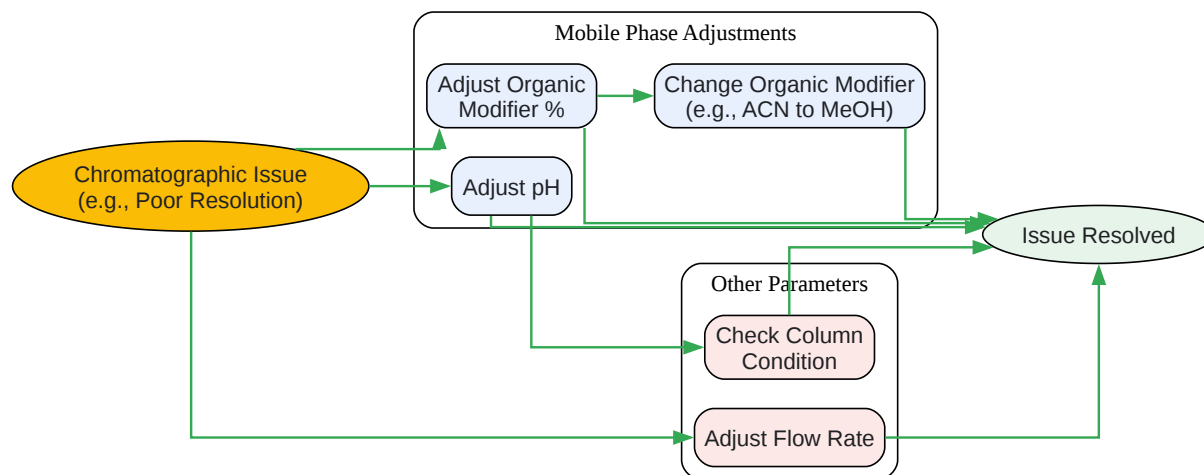 Mobile Phase Adjustments
Adjust Organic
Modifier %
Change Organic Modifier
(e.g., ACN to MeOH)
Chromatographic Issue
(e.g., Poor Resolution)
Adjust pH
Issue Resolved
Other Parameters
Check Column
Condition
Adjust Flow Rate